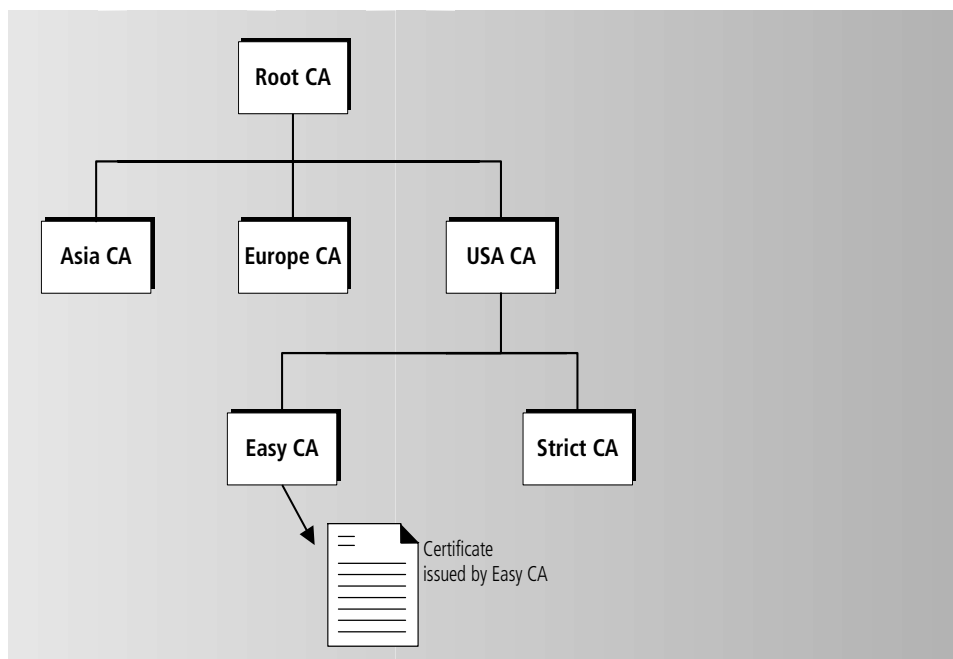 Root CA
Asia CA
Europe CA
USA CA
Easy CA
Strict CA
Certificate
issued by Easy CA